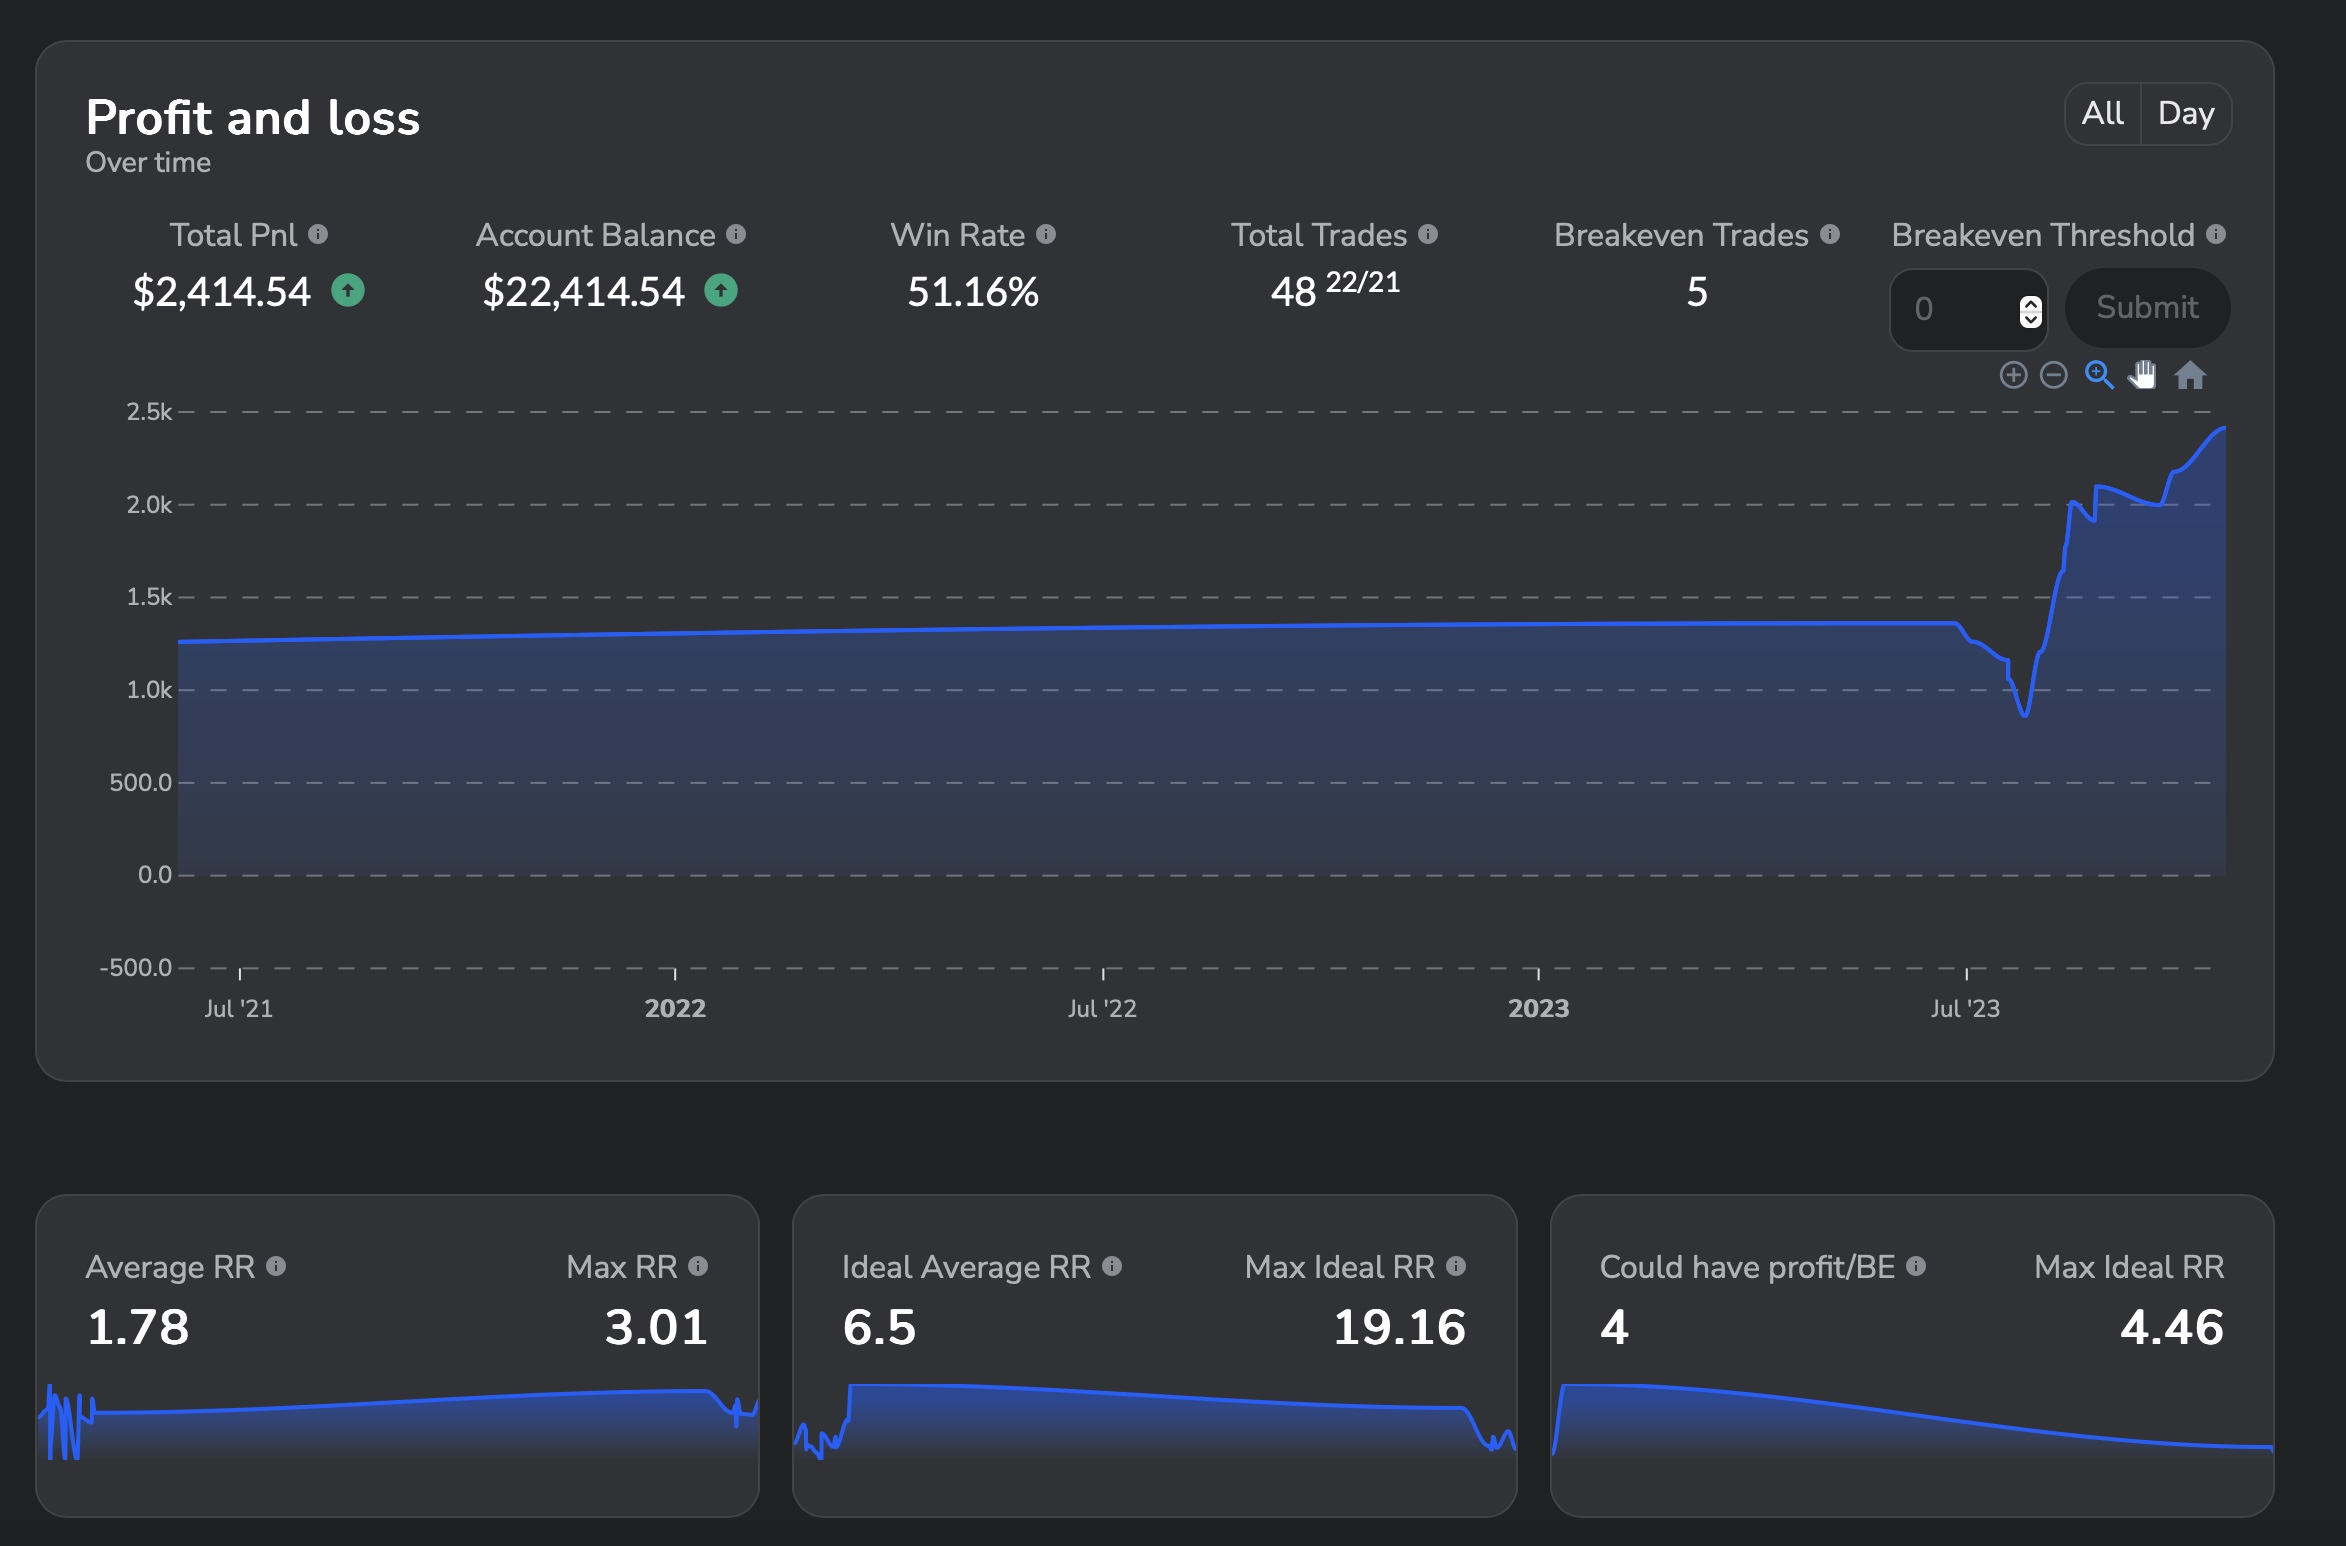 Profit and loss
Over time
All Day
Total Pnl
$2,414.54
Account Balance
$22,414.54
Win Rate
51.16%
Total Trades
48 22/21
Breakeven Trades
5
Breakeven Threshold
0
Submit
2.5k
2.0k
1.5k
1.0k
500.0
0.0
-500.0
Jul '21 2022 Jul '22 2023 Jul '23
Average RR
1.78
Max RR
3.01
Ideal Average RR
6.5
Max Ideal RR
19.16
Could have profit/BE
4
Max Ideal RR
4.46